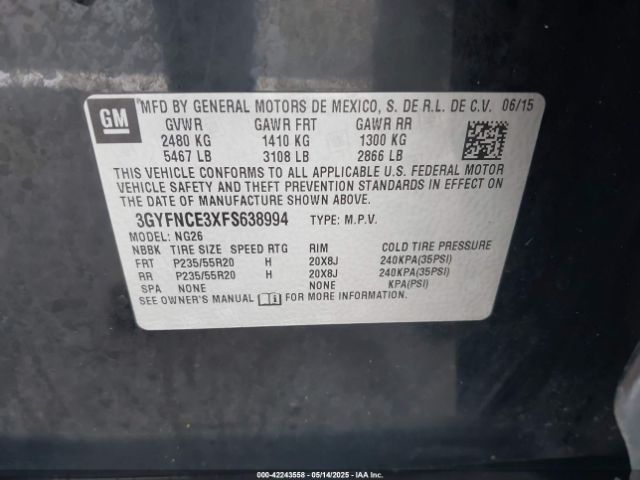 GM
MFD BY GENERAL MOTORS DE MEXICO, S. DE R.L. DE C.V. 06/15
GVWR GAWR FRT GAWR RR
2480 KG 1410 KG 1300 KG
5467 LB 3108 LB 2866 LB
THIS VEHICLE CONFORMS TO ALL APPLICABLE U.S. FEDERAL MOTOR
VEHICLE SAFETY AND THEFT PREVENTION STANDARDS IN EFFECT ON
THE DATE OF MANUFACTURE SHOWN ABOVE.
3GYFNCE3XFS638994 TYPE: M.P.V.
MODEL: NG26
NBBK TIRE SIZE SPEED RTG RIM COLD TIRE PRESSURE
FRT P235/55R20 H 20X8J 240KPA(35PSI)
RR P235/55R20 H 20X8J 240KPA(35PSI)
SPA NONE NONE KPA(PSI)
SEE OWNER'S MANUAL FOR MORE INFORMATION.
000-42243558 - 05/14/2025 - IAA Inc.